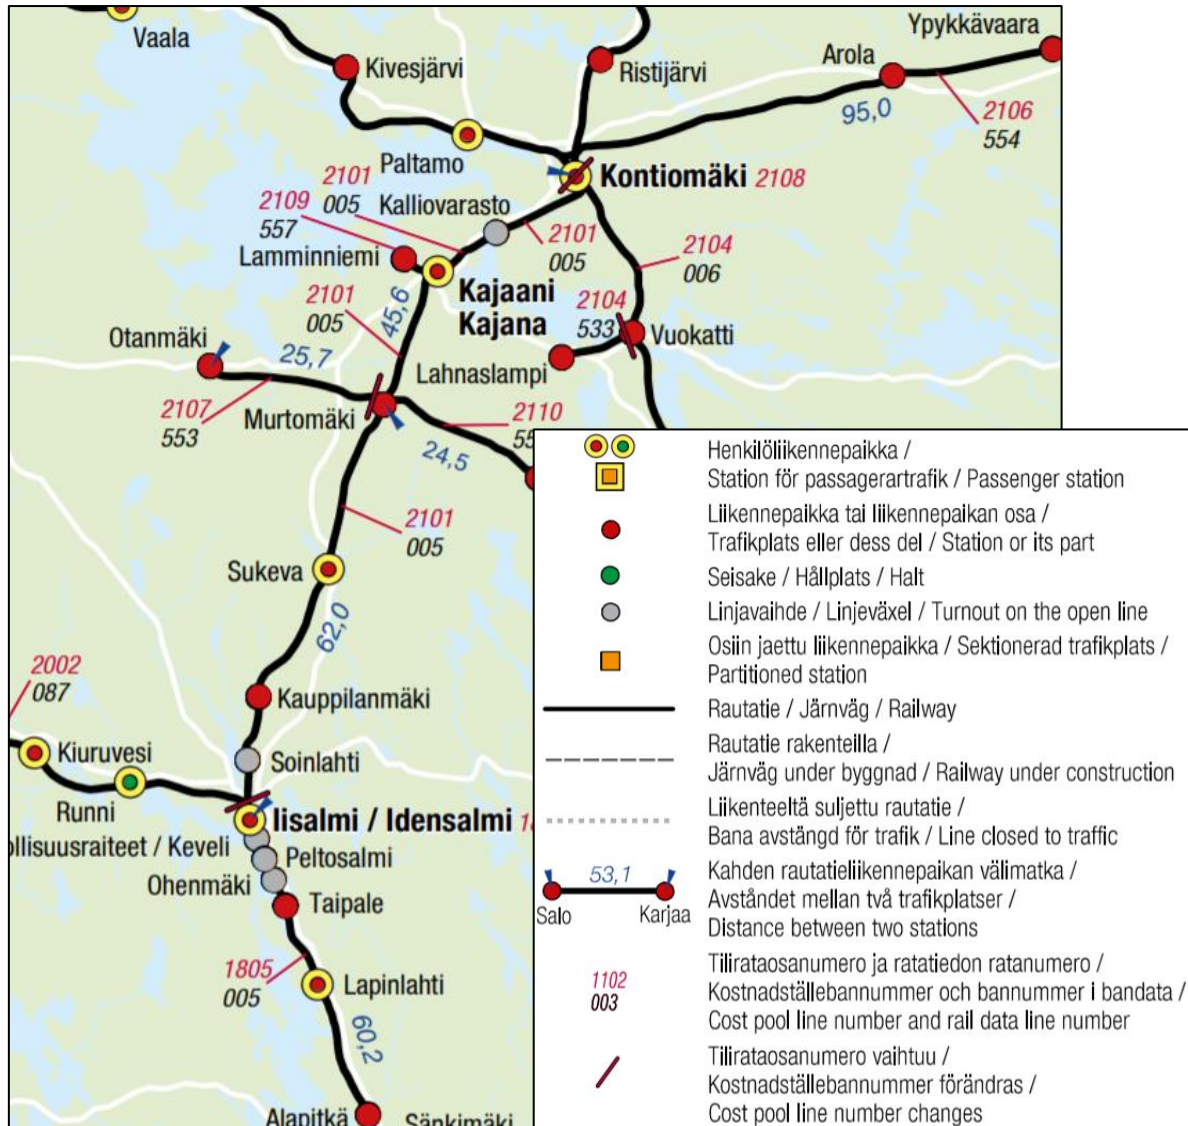 Vaala
Kivesjärvi
Ristijärvi
Arola
Ypykkävaara
95,0
2106
554
Paltamo
Kontiomäki 2108
2101
005
Kalliovarasto
2109
557
Lamminniemi
2101
005
2104
006
Kajaani
Kajana
2101
005
45,6
2104
533
Vuokatti
Otanmäki
25,7
Lahnaslampi
2107
553
Murtomäki
2110
24,5
2101
005
Sukeva
62,0
2002
087
Kauppilanmäki
Kiuruvesi
Soinlahti
Runni
Iisalmi / Idensalmi
ollisuusraiteet / Keveli
Peltosalmi
Ohenmäki
Taipale
1805
005
Lapinlahti
60,2
Alapitkä
Sänkimäki
Henkilöliikennepaikka /
Station för passagerartrafik / Passenger station
Liikennepaikka tai liikennepaikan osa /
Trafikplats eller dess del / Station or its part
Seisake / Hållplats / Halt
Linjavaihde / Linjeväxel / Turnout on the open line
Osiin jaettu liikennepaikka / Sektionerad trafikplats /
Partitioned station
Rautatie / Järnväg / Railway
Rautatie rakenteilla /
Järnväg under byggnad / Railway under construction
Liikenteeltä suljettu rautatie /
Bana avstängd för trafik / Line closed to traffic
53,1
Salo
Karjaa
Kahden rautatieliikennepaikan välimatka /
Avståndet mellan två trafikplatser /
Distance between two stations
1102
003
Tilirataosanumero ja ratatiedon ratanumero /
Kostnadställebannummer och bannummer i bandata /
Cost pool line number and rail data line number
Tilirataosanumero vaihtuu /
Kostnadställebannummer förändras /
Cost pool line number changes